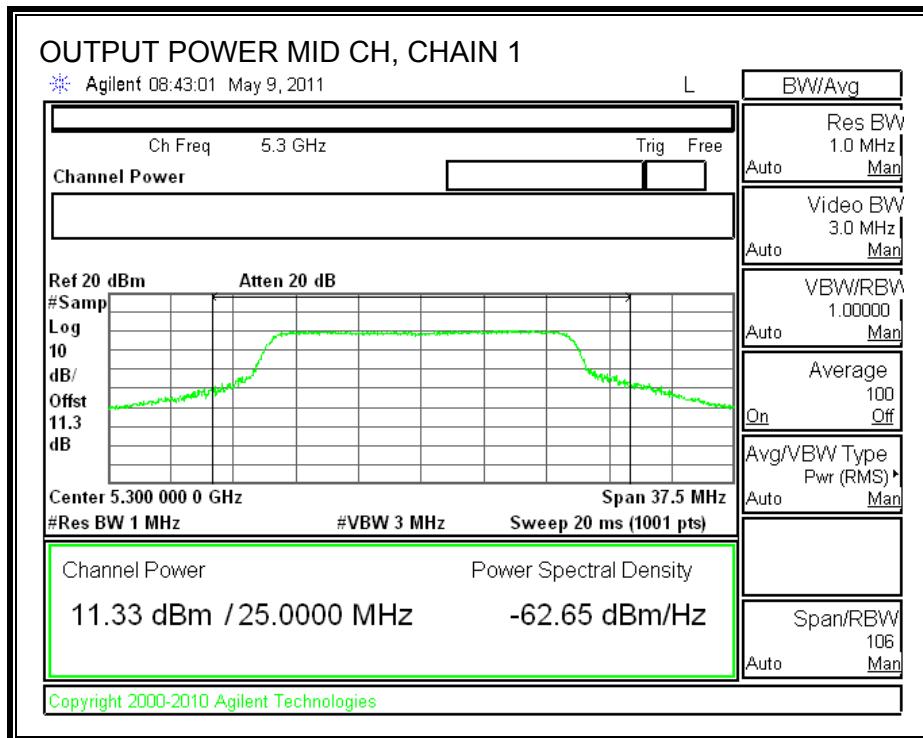 OUTPUT POWER MID CH, CHAIN 1
Agilent 08:43:01 May 9, 2011 L
BW/Avg
Ch Freq 5.3 GHz Trig Free
Channel Power
Res BW
1.0 MHz
Auto Man
Video BW
3.0 MHz
Auto Man
Ref 20 dBm Atten 20 dB
#Samp
Log
10
dB/
Offst
11.3
dB
VBW/RBW
1.00000
Auto Man
Average
100
On Off
Avg/VBW Type
Pwr (RMS)
Auto Man
Center 5.300 000 0 GHz Span 37.5 MHz
#Res BW 1 MHz #VBW 3 MHz Sweep 20 ms (1001 pts)
Channel Power Power Spectral Density
11.33 dBm / 25.0000 MHz -62.65 dBm/Hz
Span/RBW
106
Auto Man
Copyright 2000-2010 Agilent Technologies